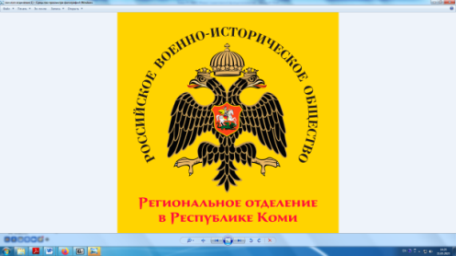 РОССИЙСКОЕ ВОЕННО-ИСТОРИЧЕСКОЕ ОБЩЕСТВО
Региональное отделение
в Республике Коми